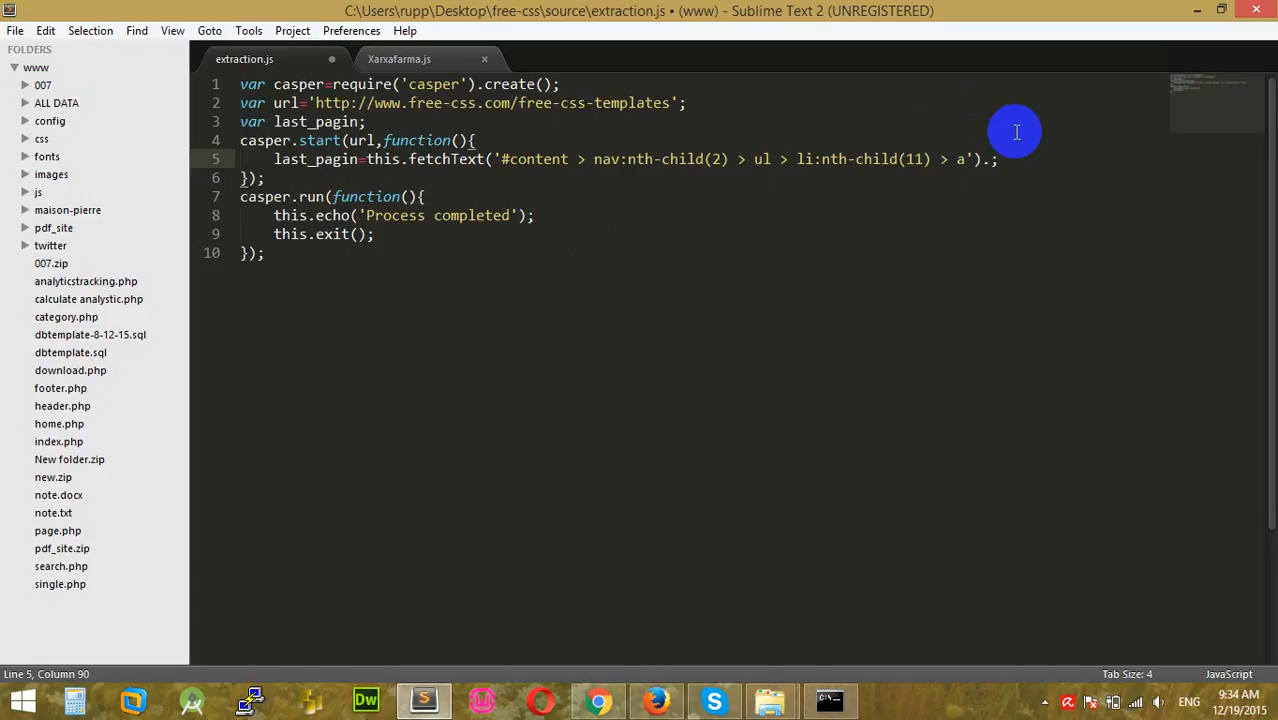 C:\Users\rupp\Desktop\free-css\source\extraction.js • (www) - Sublime Text 2 (UNREGISTERED)
File Edit Selection Find View Goto Tools Project Preferences Help
FOLDERS
www
007
ALL DATA
config
css
fonts
images
js
maison-pierre
pdf_site
twitter
007.zip
analyticstracking.php
calculate analystic.php
category.php
dbtemplate-8-12-15.sql
dbtemplate.sql
download.php
footer.php
header.php
home.php
index.php
New folder.zip
new.zip
note.docx
note.txt
page.php
pdf_site.zip
search.php
single.php
extraction.js Xarxafarma.js
1 var casper=require('casper').create();
2 var url='http://www.free-css.com/free-css-templates';
3 var last_pagin;
4 casper.start(url,function(){
5 last_pagin=this.fetchText('#content > nav:nth-child(2) > ul > li:nth-child(11) > a').;
6 });
7 casper.run(function(){
8 this.echo('Process completed');
9 this.exit();
10 });
Line 5, Column 90 Tab Size: 4 JavaScript
Dw
ENG
9:34 AM
12/19/2015